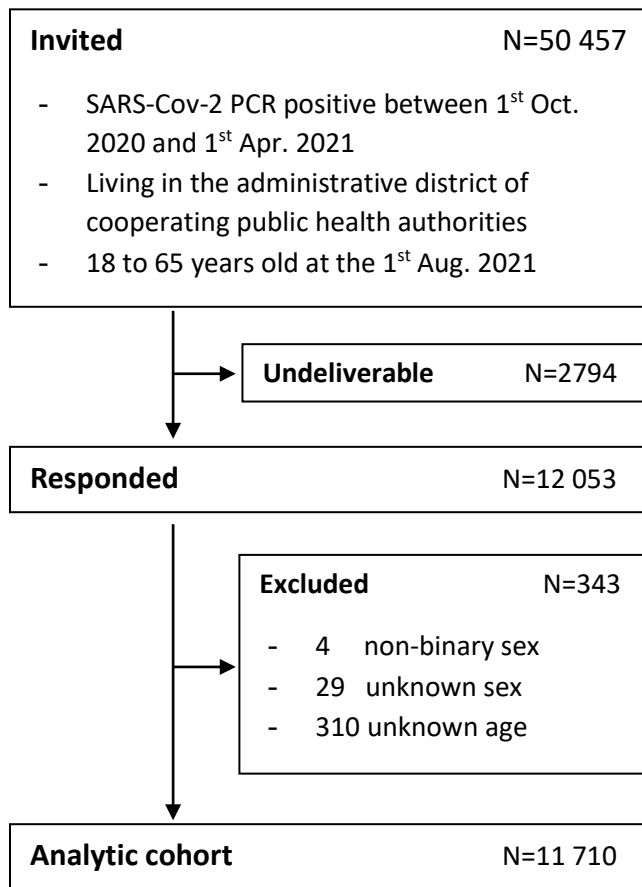 Invited N=50 457
- SARS-Cov-2 PCR positive between 1st Oct.
2020 and 1st Apr. 2021
- Living in the administrative district of
cooperating public health authorities
- 18 to 65 years old at the 1st Aug. 2021
Undeliverable N=2794
Responded N=12 053
Excluded N=343
- 4 non-binary sex
- 29 unknown sex
- 310 unknown age
Analytic cohort N=11 710